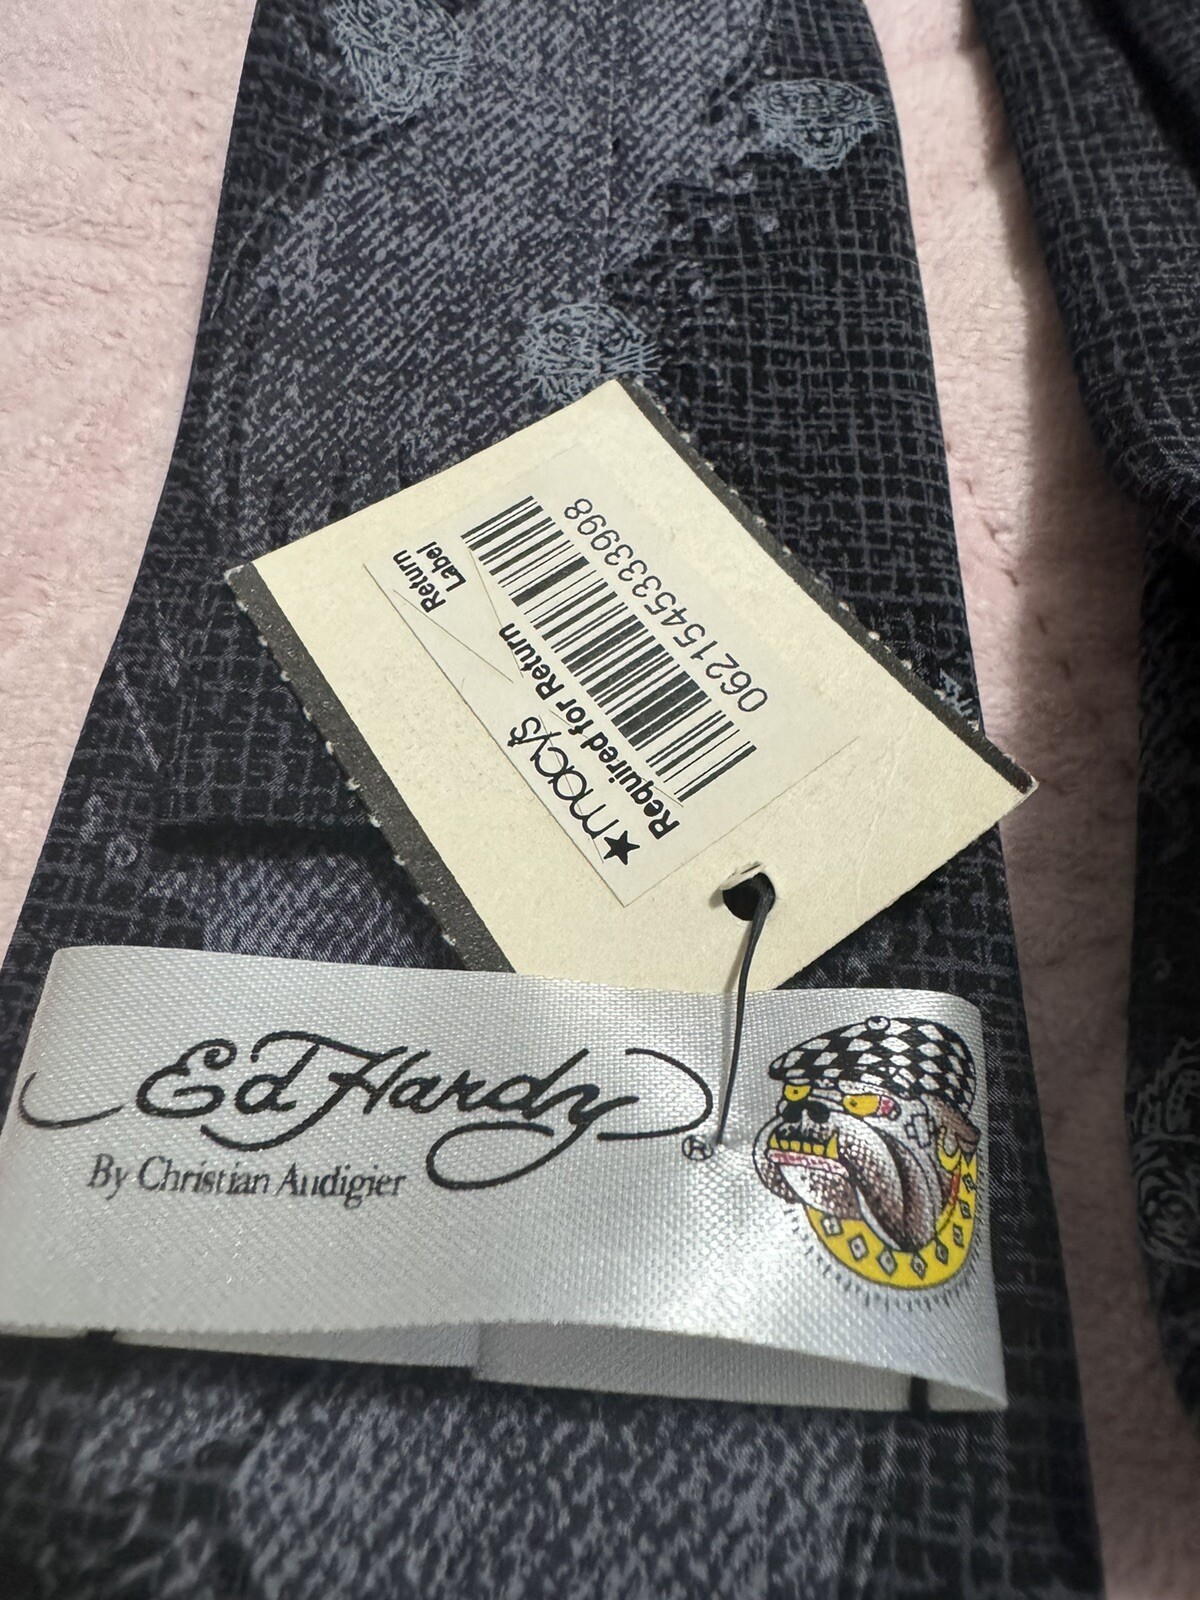 ★macy's
Required for Return
062154533998
Return
Label
Ed Hardy ®
By Christian Audigier